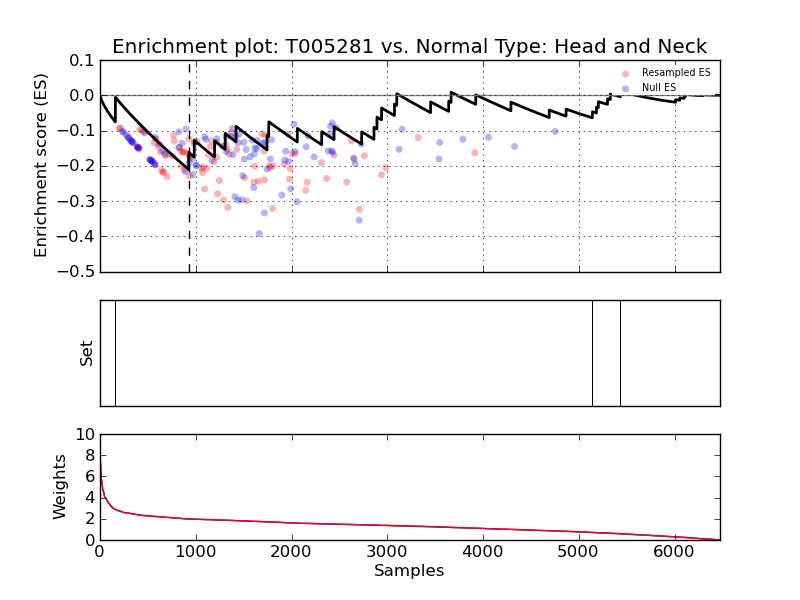 Enrichment plot: T005281 vs. Normal Type: Head and Neck
Enrichment score (ES)
0.1
0.0
−0.1
−0.2
−0.3
−0.4
−0.5
Resampled ES
Null ES
Set
Weights
10
8
6
4
2
0
0 1000 2000 3000 4000 5000 6000
Samples